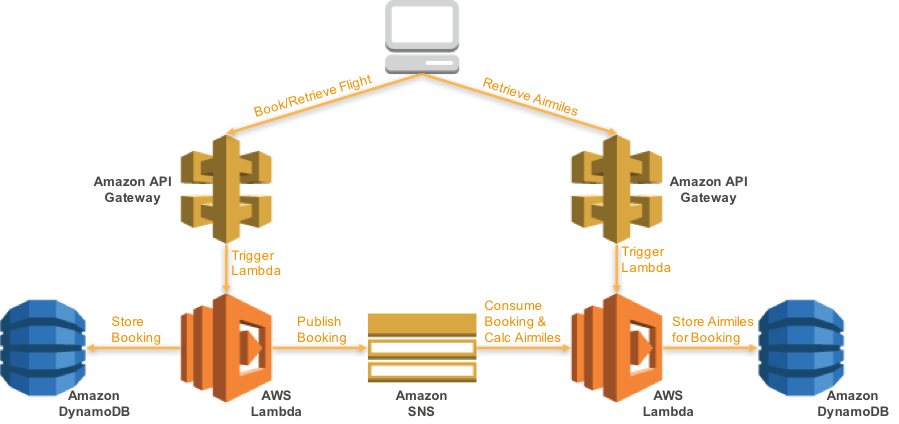 Book/Retrieve Flight
Retrieve Airmiles
Amazon API
Gateway
Amazon API
Gateway
Trigger
Lambda
Trigger
Lambda
Store
Booking
Publish
Booking
Consume
Booking &
Calc Airmiles
Store Airmiles
for Booking
Amazon
DynamoDB
AWS
Lambda
Amazon
SNS
AWS
Lambda
Amazon
DynamoDB